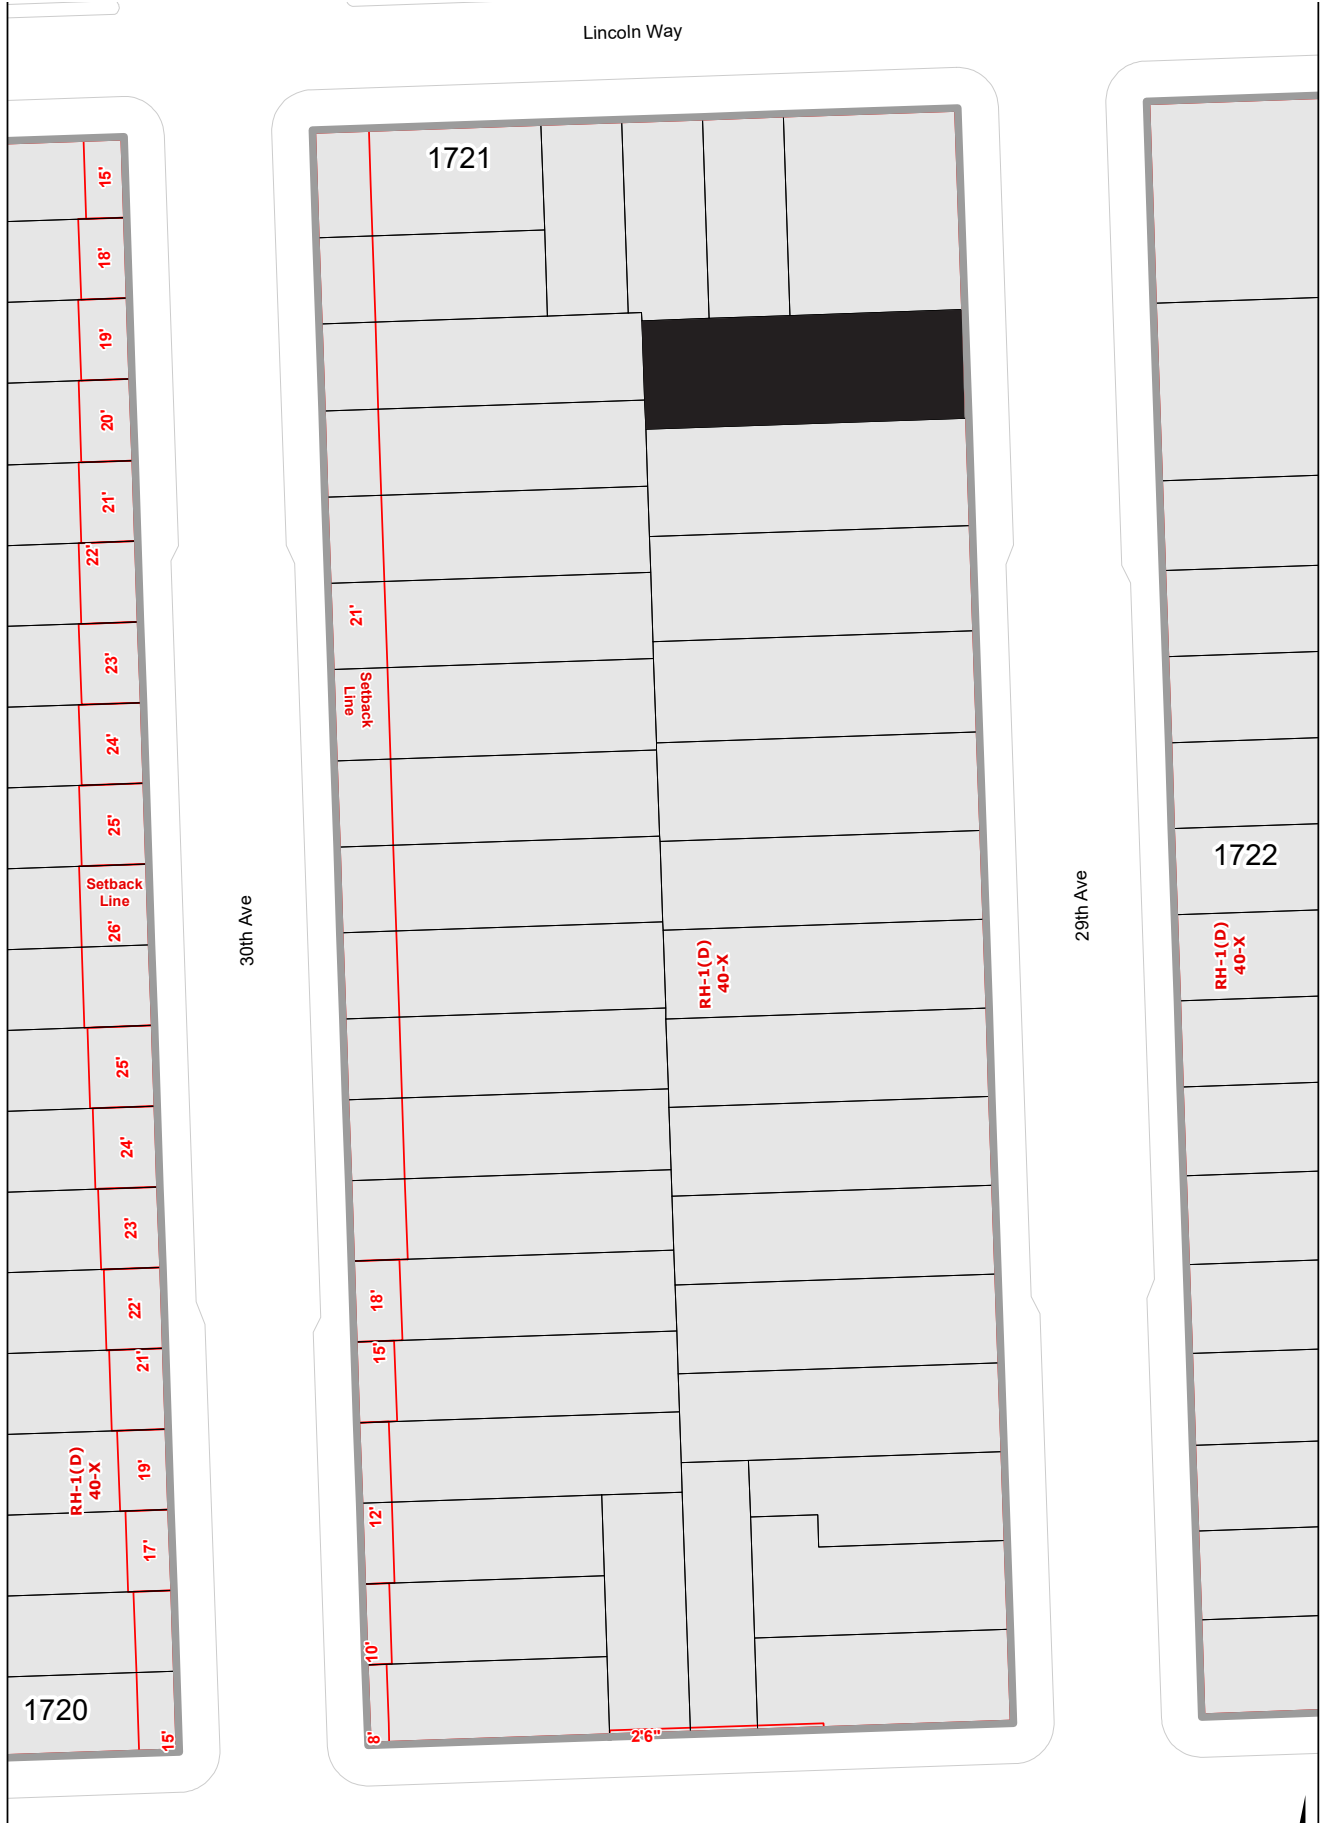 Lincoln Way
1721
15'
18'
19'
20'
21'
22'
23'
24'
25'
Setback
Line
26'
25'
24'
23'
22'
21'
19'
RH-1(D)
40-X
17'
1720
15'
30th Ave
21'
Setback
Line
18'
15'
12'
10'
8'
2'6"
RH-1(D)
40-X
29th Ave
1722
RH-1(D)
40-X